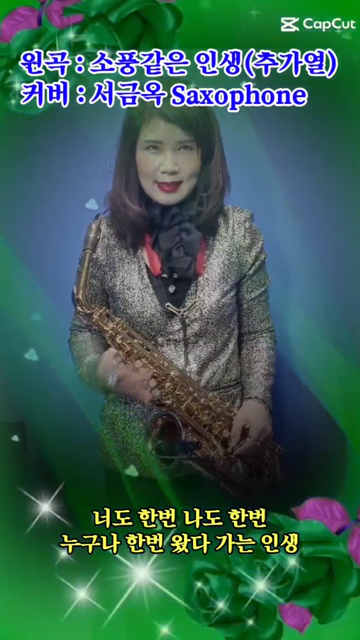 CapCut
원곡 : 소풍같은 인생(추가열)
커버 : 서금옥 Saxophone
너도 한번 나도 한번
누구나 한번 왔다 가는 인생